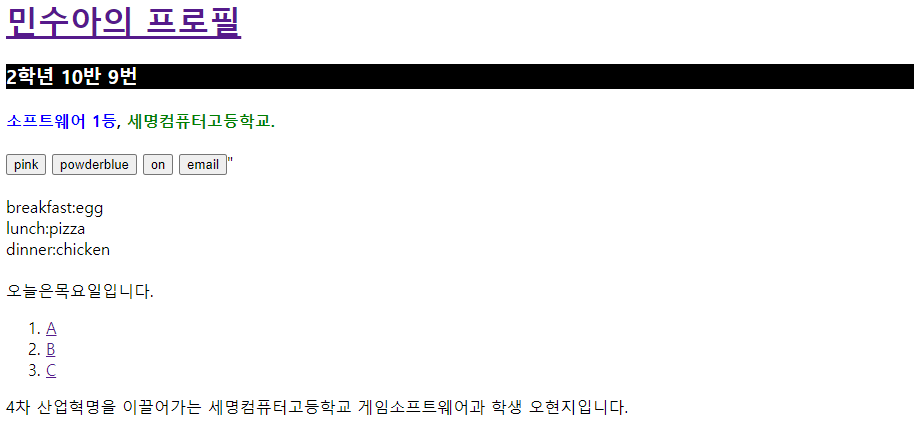 민수아의 프로필
2학년 10반 9번
소프트웨어 1등, 세명컴퓨터고등학교.
pink powderblue on email"
breakfast:egg
lunch:pizza
dinner:chicken
오늘은목요일입니다.
1. A
2. B
3. C
4차 산업혁명을 이끌어가는 세명컴퓨터고등학교 게임소프트웨어과 학생 오현지입니다.